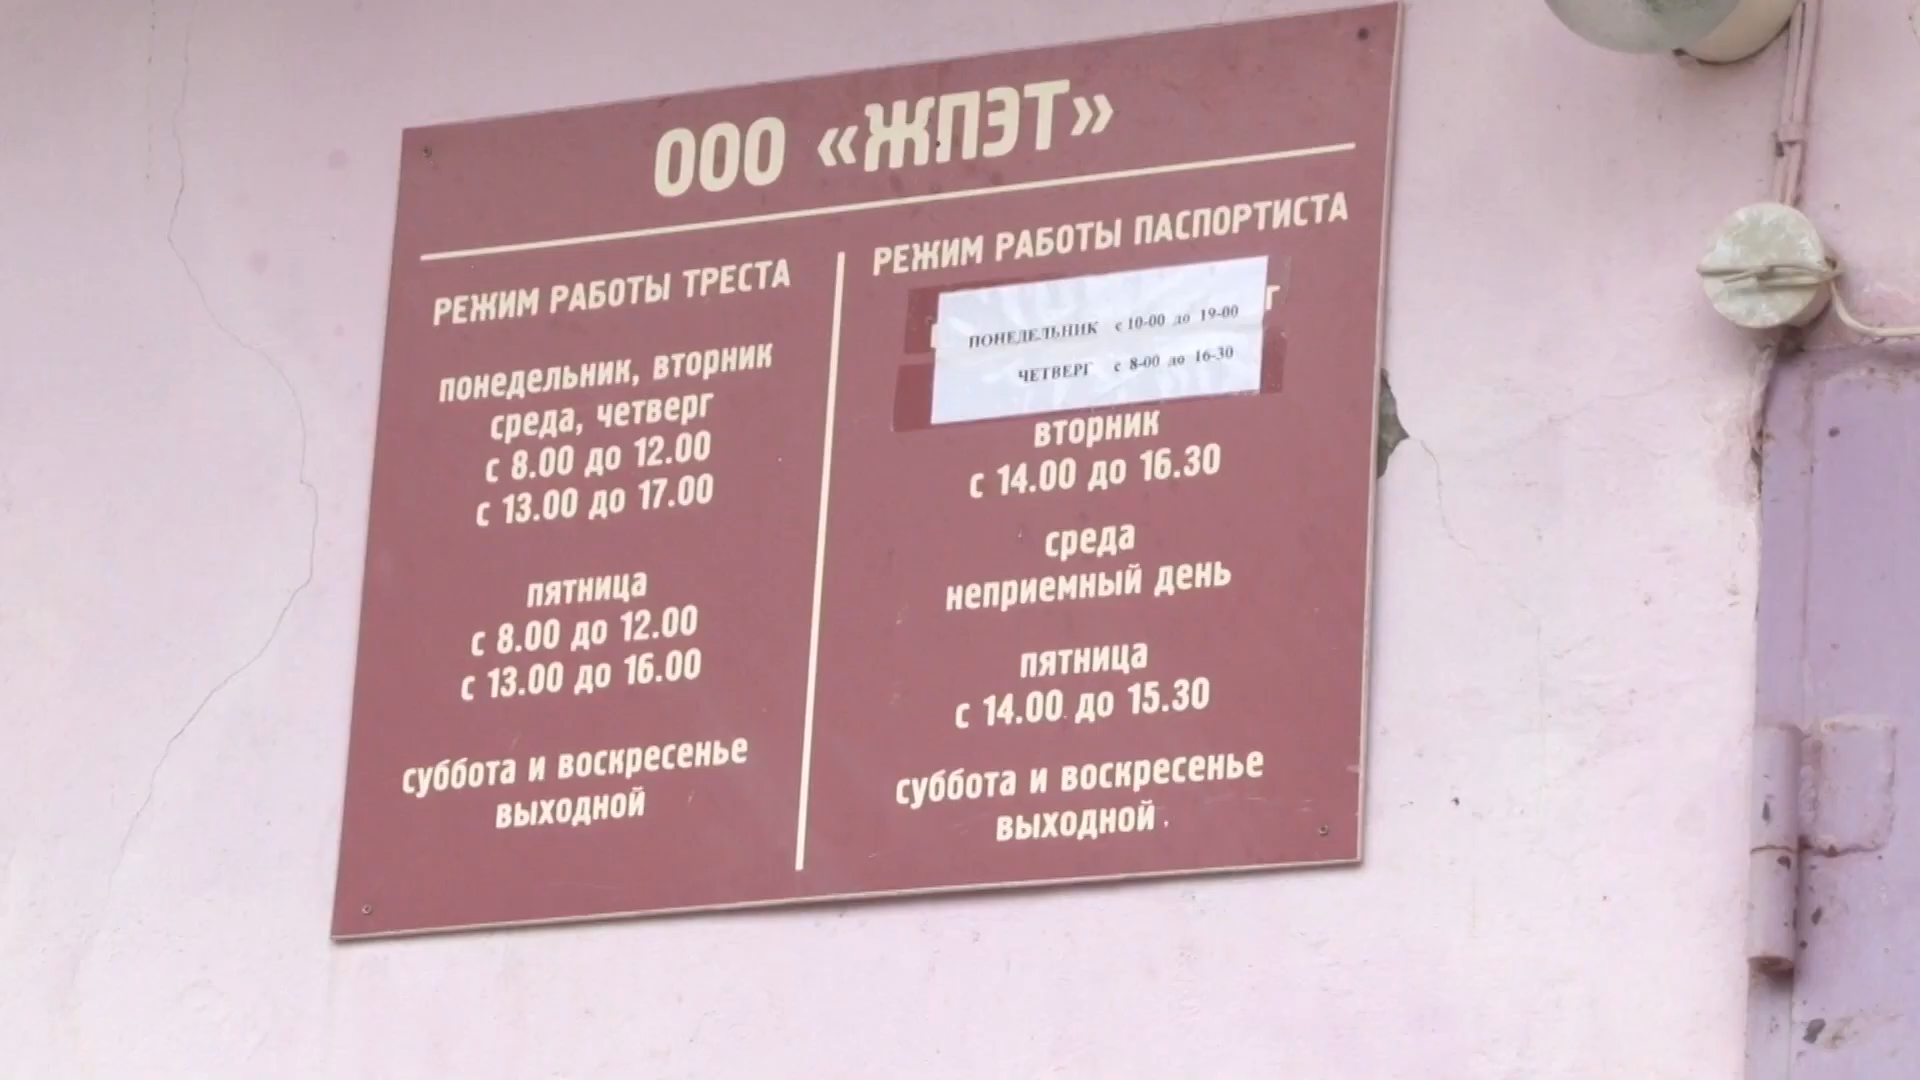 ООО «ЖПЭТ»
РЕЖИМ РАБОТЫ ТРЕСТА
понедельник, вторник
среда, четверг
с 8.00 до 12.00
с 13.00 до 17.00
пятница
с 8.00 до 12.00
с 13.00 до 16.00
суббота и воскресенье
выходной
РЕЖИМ РАБОТЫ ПАСПОРТИСТА
ПОНЕДЕЛЬНИК с 10-00 до 19-00
ЧЕТВЕРГ с 8-00 до 16-30
вторник
с 14.00 до 16.30
среда
неприемный день
пятница
с 14.00 до 15.30
суббота и воскресенье
выходной